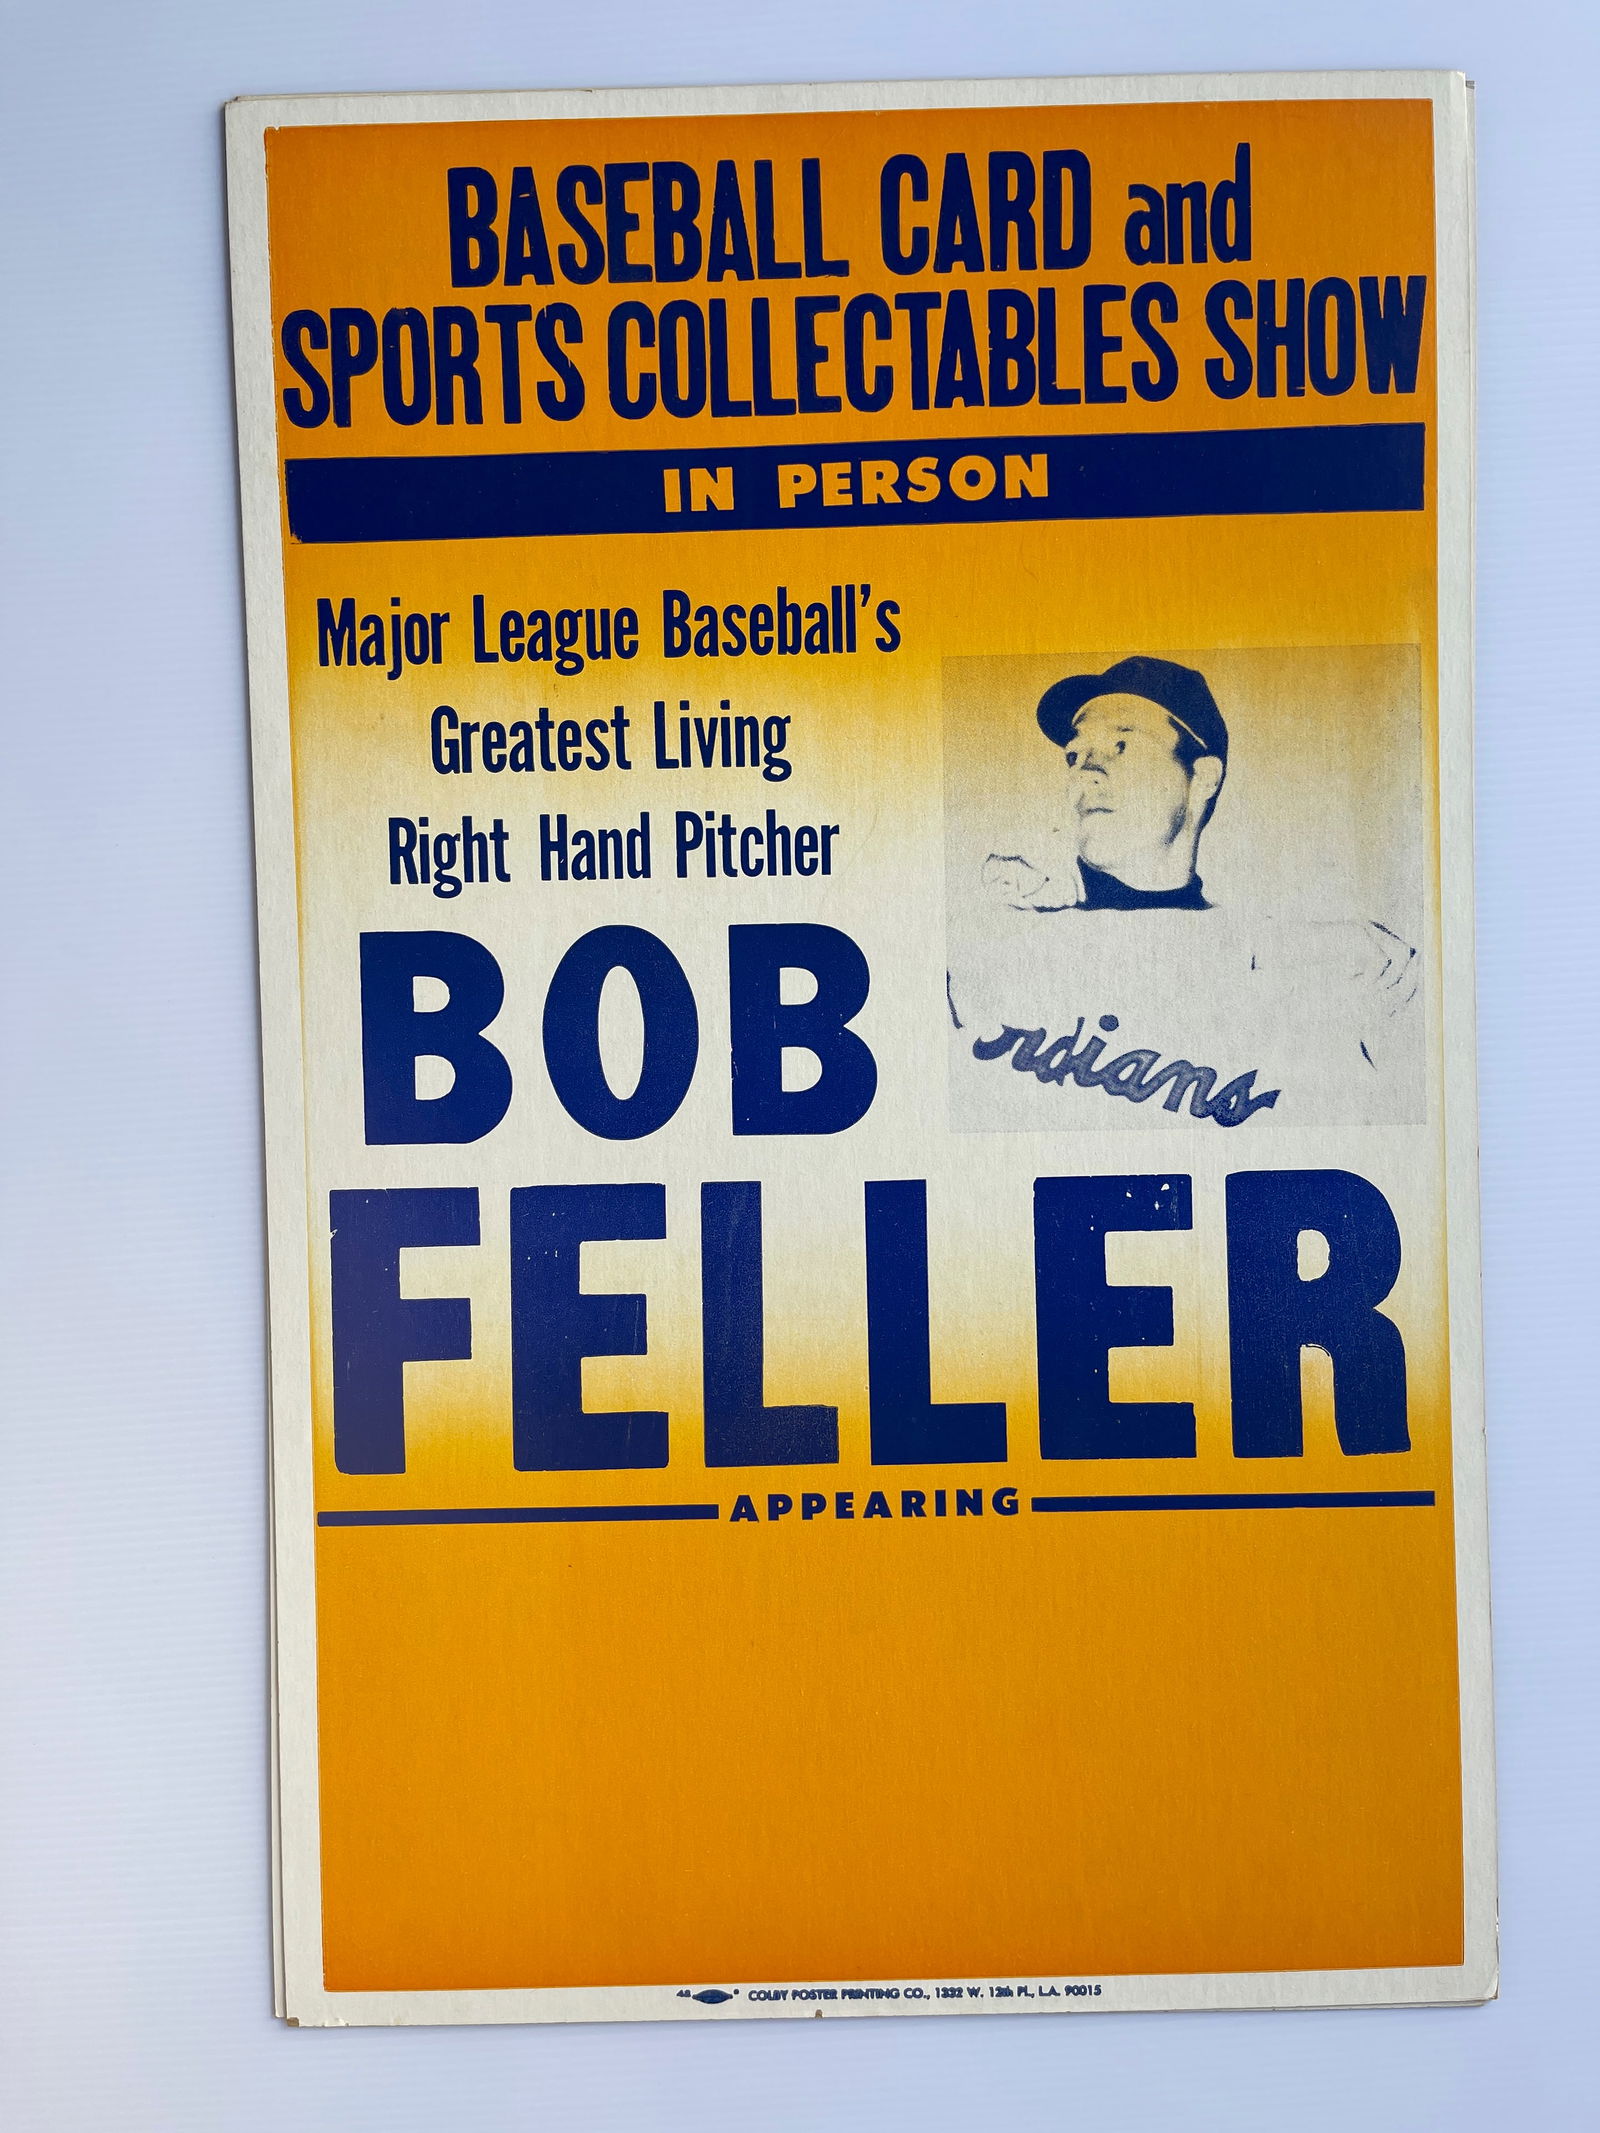 BASEBALL CARD and
SPORTS COLLECTABLES SHOW
IN PERSON
Major League Baseball's
Greatest Living
Right Hand Pitcher
BOB
FELLER
ndians
APPEARING
COLBY POSTER PRINTING CO., 1332 W. 12th PL., L.A. 90015